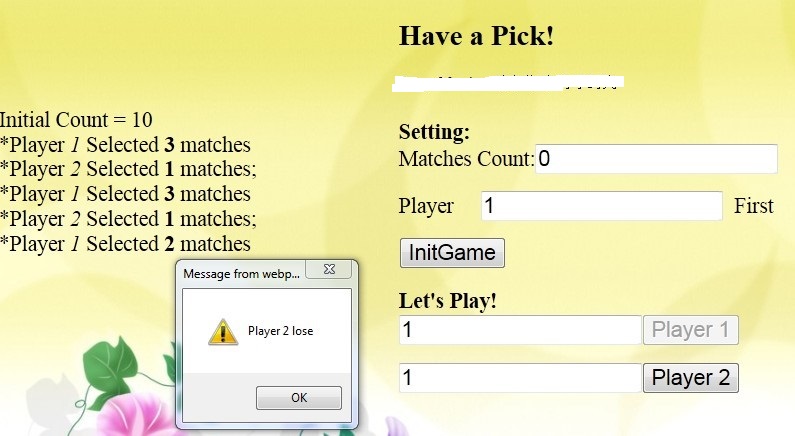 Have a Pick!
Initial Count = 10
*Player 1 Selected 3 matches
*Player 2 Selected 1 matches;
*Player 1 Selected 3 matches
*Player 2 Selected 1 matches;
*Player 1 Selected 2 matches
Setting:
Matches Count: 0
Player 1 First
InitGame
Let's Play!
1 Player 1
1 Player 2
Message from webp...
Player 2 lose
OK